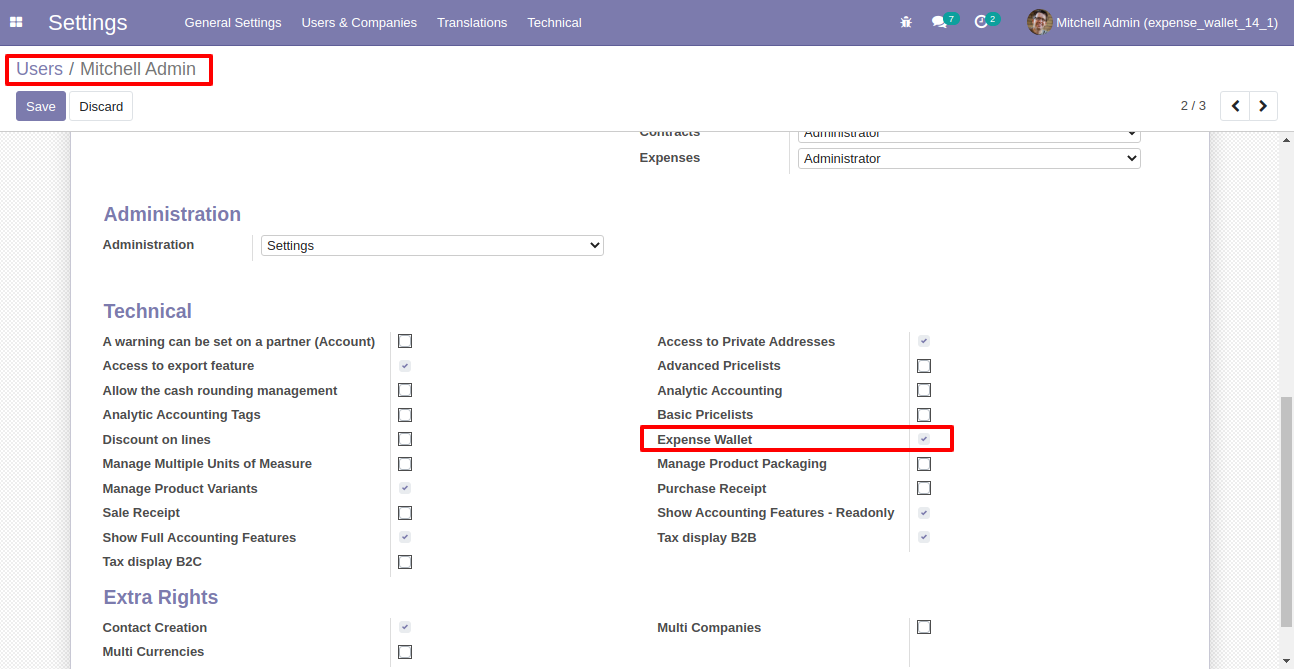 Settings General Settings Users & Companies Translations Technical 7 2 Mitchell Admin (expense_wallet_14_1)
Users / Mitchell Admin
Save Discard 2 / 3
Contracts Administrator
Expenses Administrator
Administration
Administration Settings
Technical
A warning can be set on a partner (Account) Access to Private Addresses
Access to export feature Advanced Pricelists
Allow the cash rounding management Analytic Accounting
Analytic Accounting Tags Basic Pricelists
Discount on lines Expense Wallet
Manage Multiple Units of Measure Manage Product Packaging
Manage Product Variants Purchase Receipt
Sale Receipt Show Accounting Features - Readonly
Show Full Accounting Features Tax display B2B
Tax display B2C
Extra Rights
Contact Creation Multi Companies
Multi Currencies